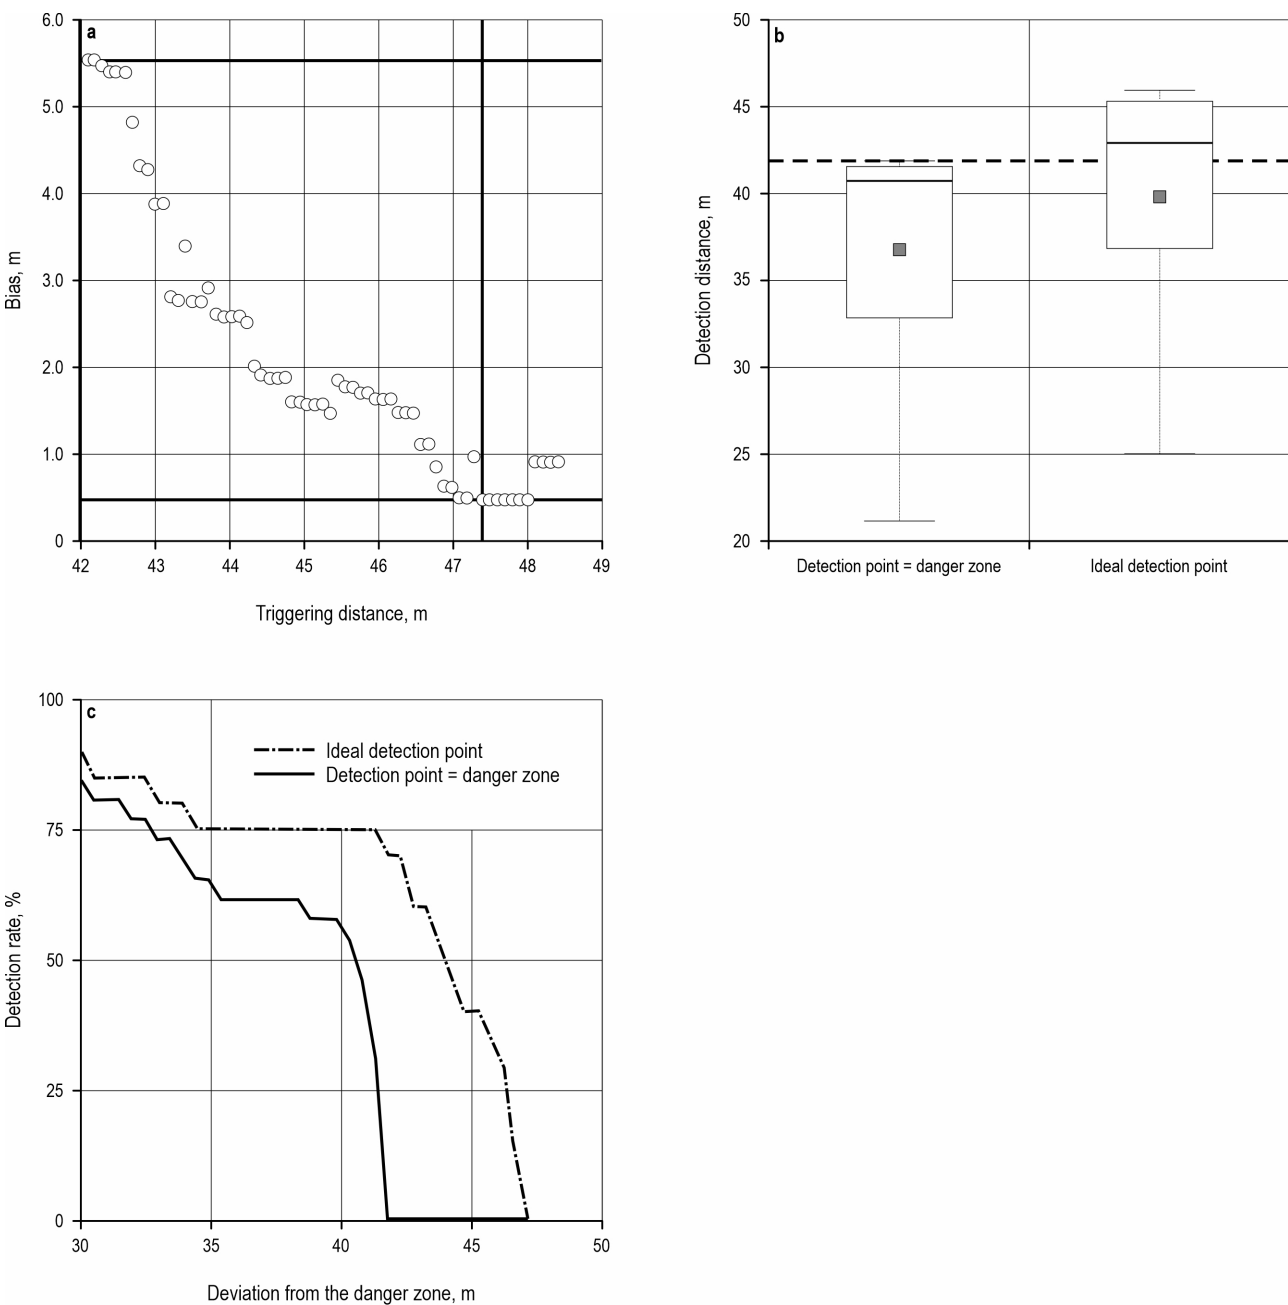 a
6.0
5.0
4.0
3.0
2.0
1.0
0
Bias, m
42 43 44 45 46 47 48 49
Triggering distance, m
b
50
45
40
35
30
25
20
Detection distance, m
Detection point = danger zone
Ideal detection point
c
100
75
50
25
0
Detection rate, %
Ideal detection point
Detection point = danger zone
30 35 40 45 50
Deviation from the danger zone, m